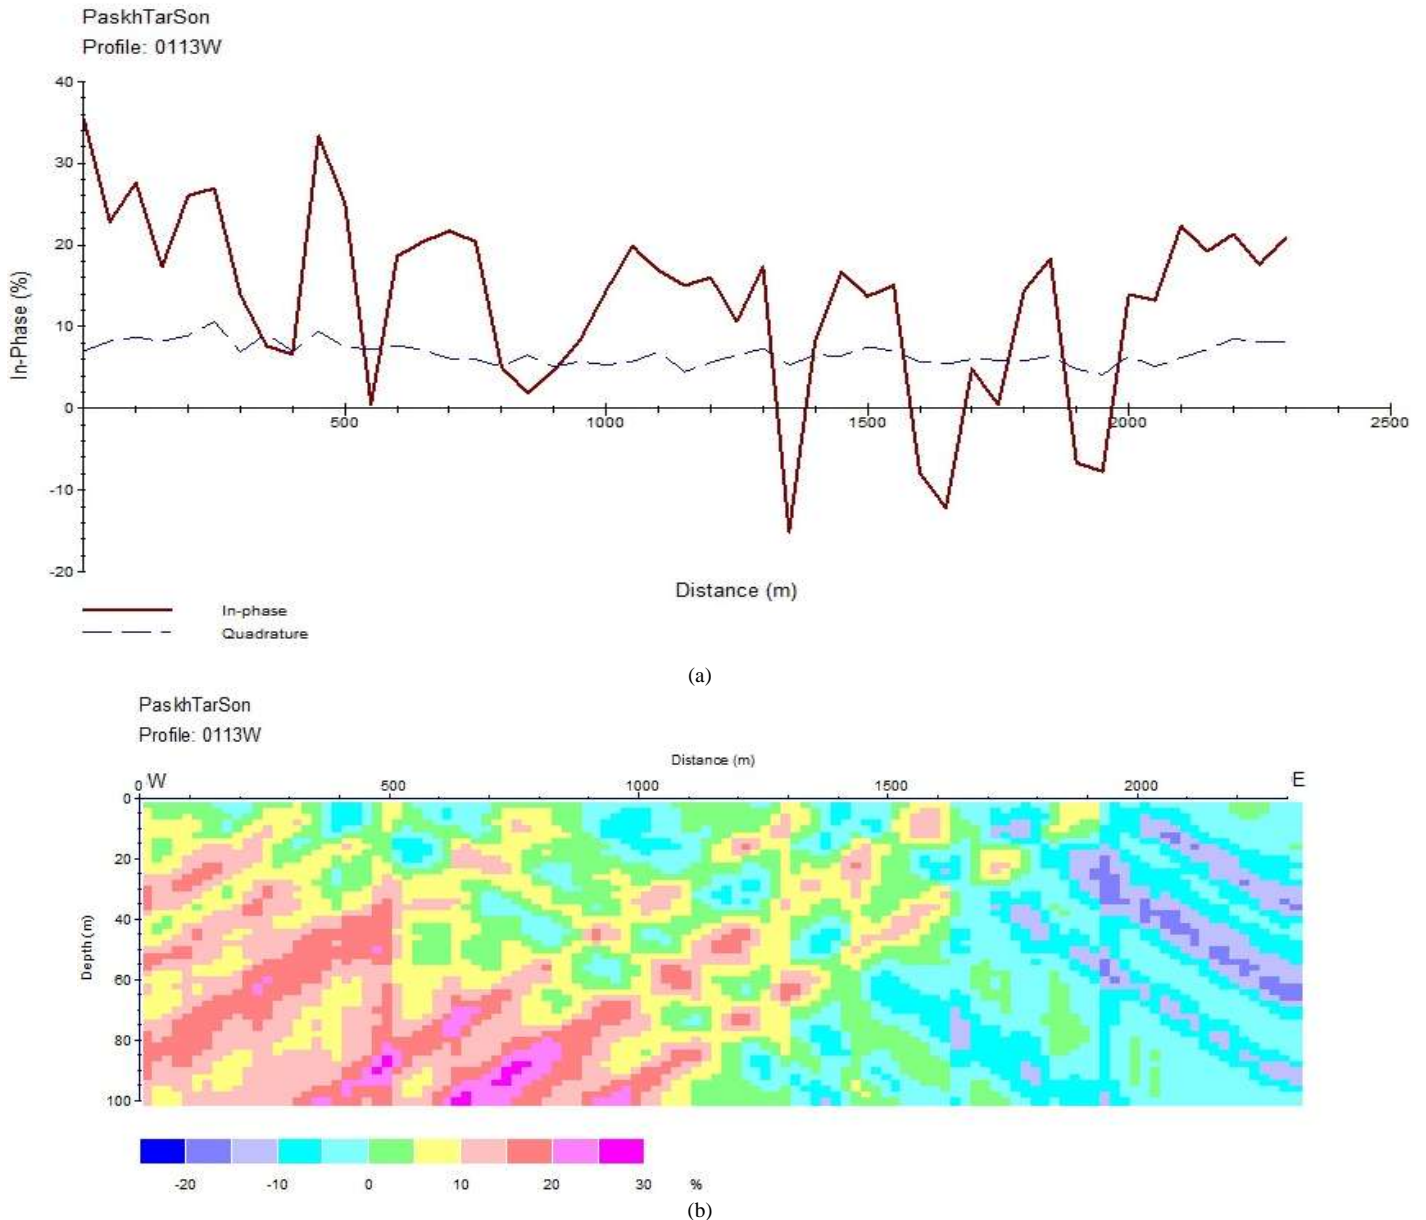 PaskhTarSon
Profile: 0113W
40
30
20
10
0
-10
-20
In-Phase (%)
500
1000
1500
2000
2500
Distance (m)
In-phase
Quadrature
(a)
PaskhTarSon
Profile: 0113W
Distance (m)
0 W 500 1000 1500 2000 E
0
20
40
60
80
100
Depth (m)
-20 -10 0 10 20 30 %
(b)